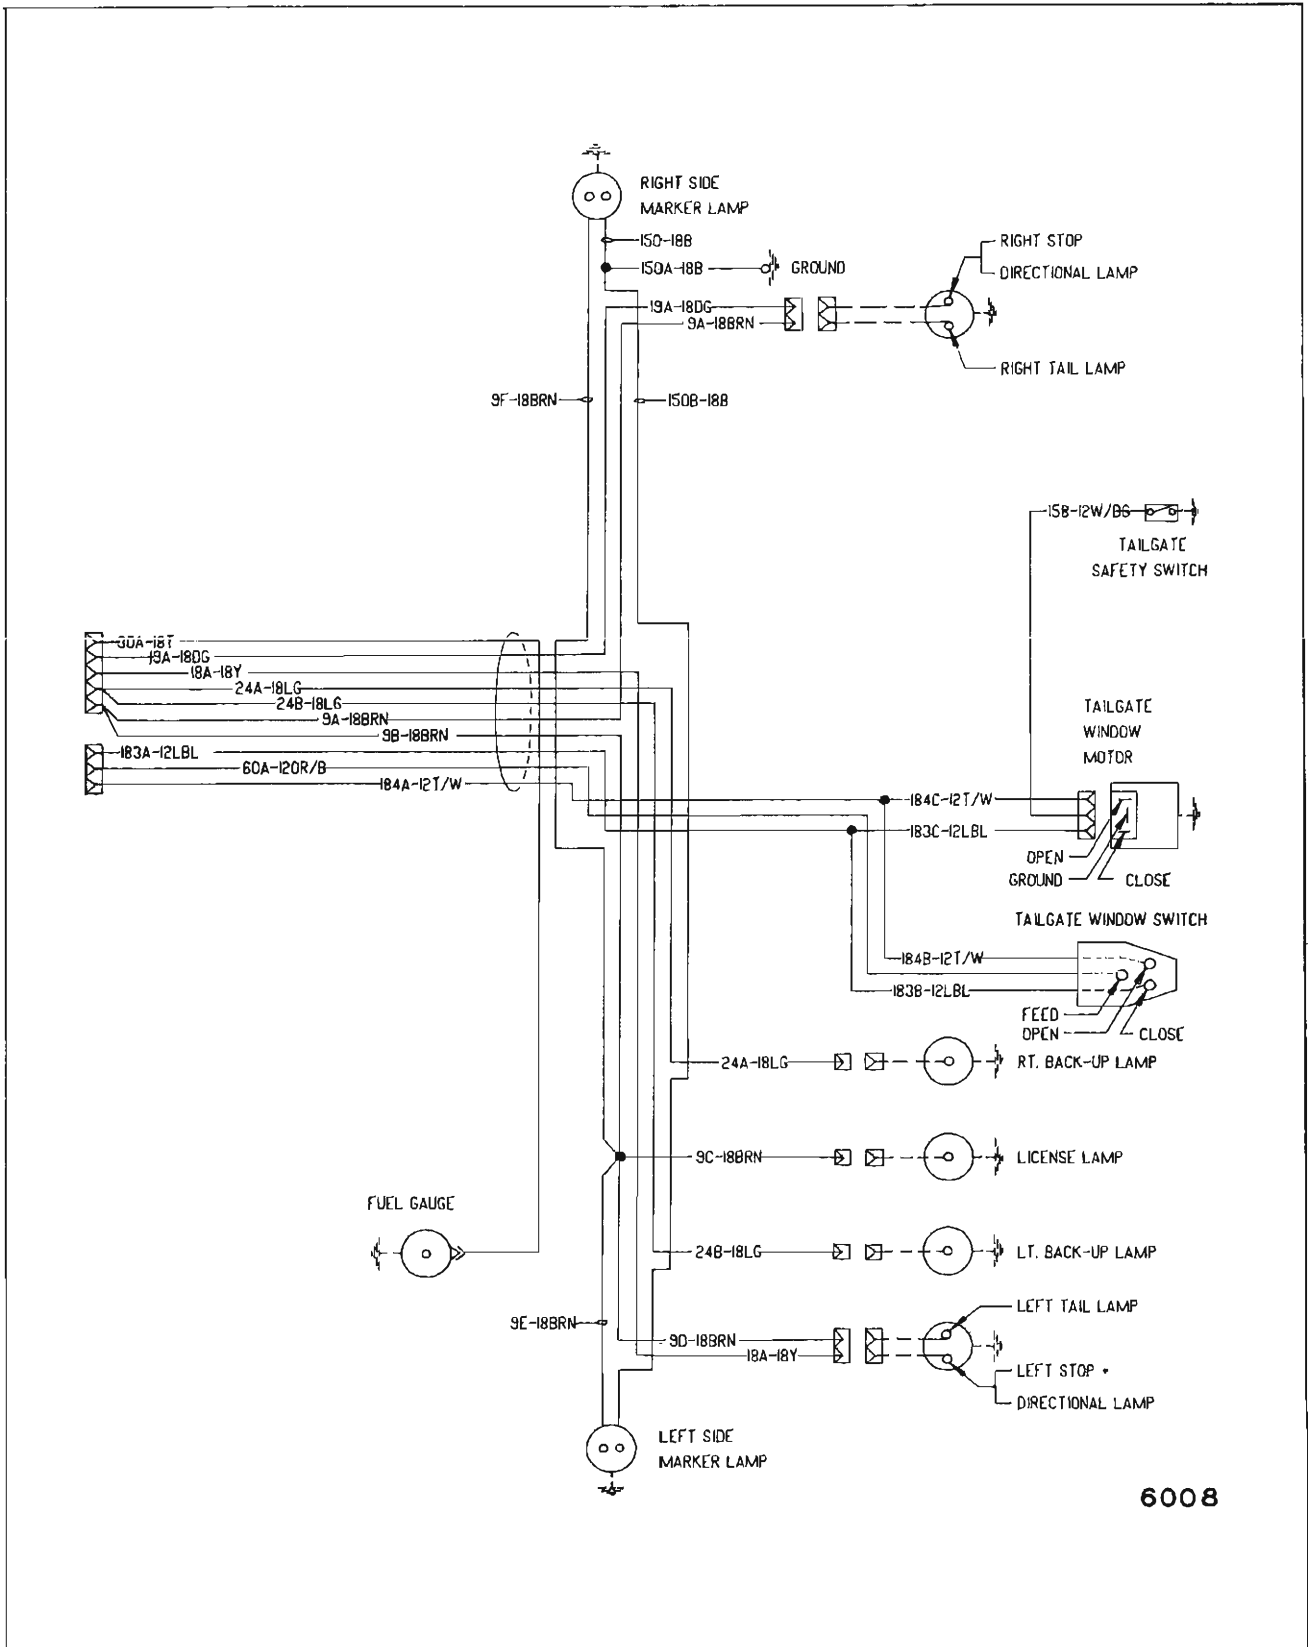 RIGHT SIDE
MARKER LAMP
150-18B
150A-18B
GROUND
RIGHT STOP
DIRECTIONAL LAMP
19A-18DG
9A-18BRN
RIGHT TAIL LAMP
9F-18BRN
150B-18B
15B-12W/DG
TAILGATE
SAFETY SWITCH
30A-18T
19A-18DG
18A-18Y
24A-18LG
24B-18LG
9A-18BRN
9B-18BRN
183A-12LBL
60A-12OR/B
184A-12T/W
TAILGATE
WINDOW
MOTOR
184C-12T/W
183C-12LBL
OPEN
GROUND
CLOSE
TAILGATE WINDOW SWITCH
184B-12T/W
183B-12LBL
FEED
OPEN
CLOSE
24A-18LG
RT. BACK-UP LAMP
9C-18BRN
LICENSE LAMP
FUEL GAUGE
24B-18LG
LT. BACK-UP LAMP
9E-18BRN
LEFT TAIL LAMP
9D-18BRN
18A-18Y
LEFT STOP •
DIRECTIONAL LAMP
LEFT SIDE
MARKER LAMP
6008